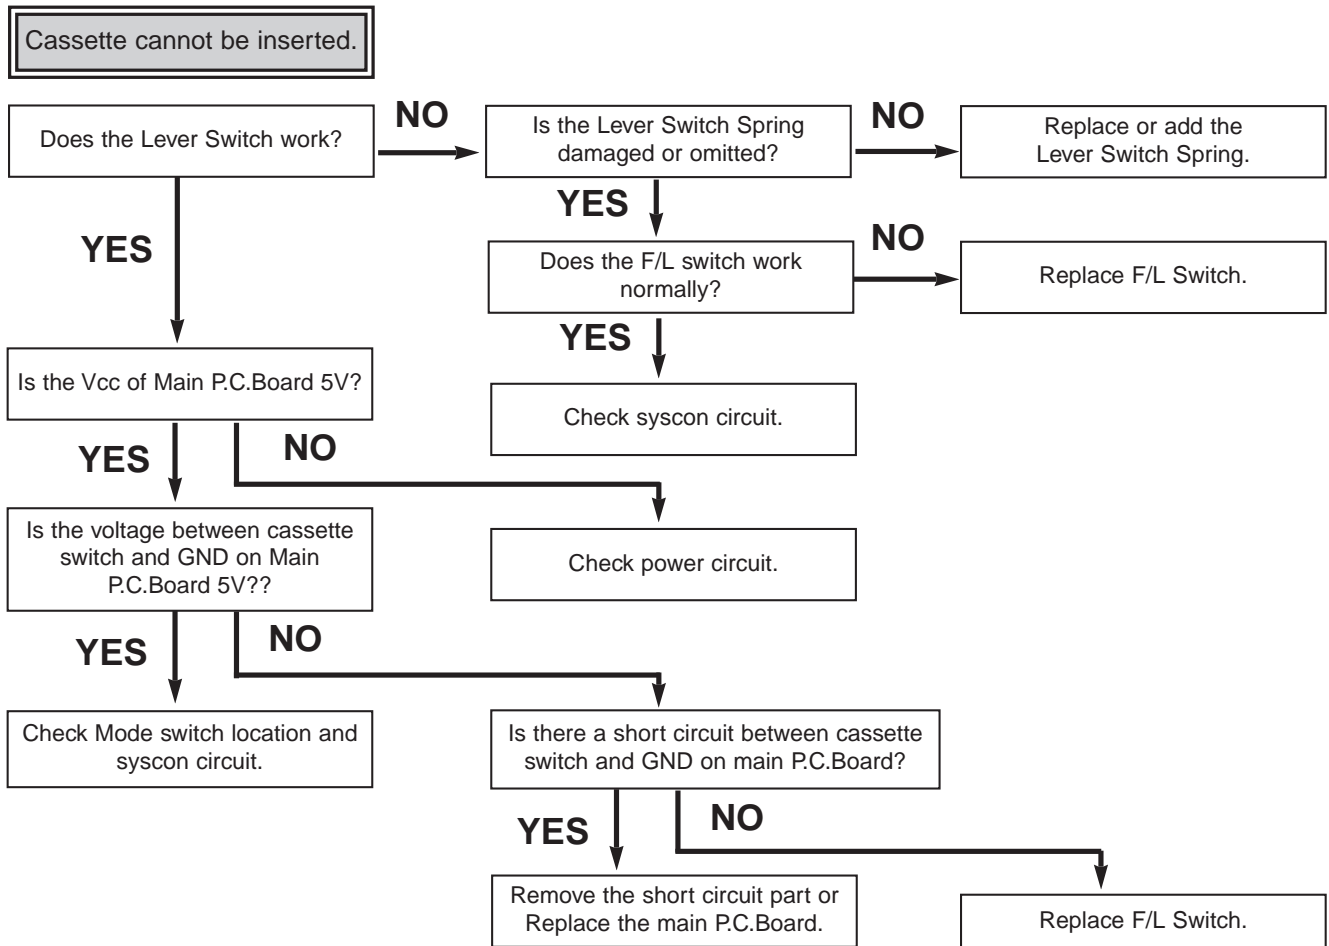 Cassette cannot be inserted.
Does the Lever Switch work?
NO
Is the Lever Switch Spring
damaged or omitted?
NO
Replace or add the
Lever Switch Spring.
YES
YES
Does the F/L switch work
normally?
NO
Replace F/L Switch.
YES
Is the Vcc of Main P.C.Board 5V?
Check syscon circuit.
YES
NO
Is the voltage between cassette
switch and GND on Main
P.C.Board 5V??
Check power circuit.
YES
NO
Check Mode switch location and
syscon circuit.
Is there a short circuit between cassette
switch and GND on main P.C.Board?
YES
NO
Remove the short circuit part or
Replace the main P.C.Board.
Replace F/L Switch.